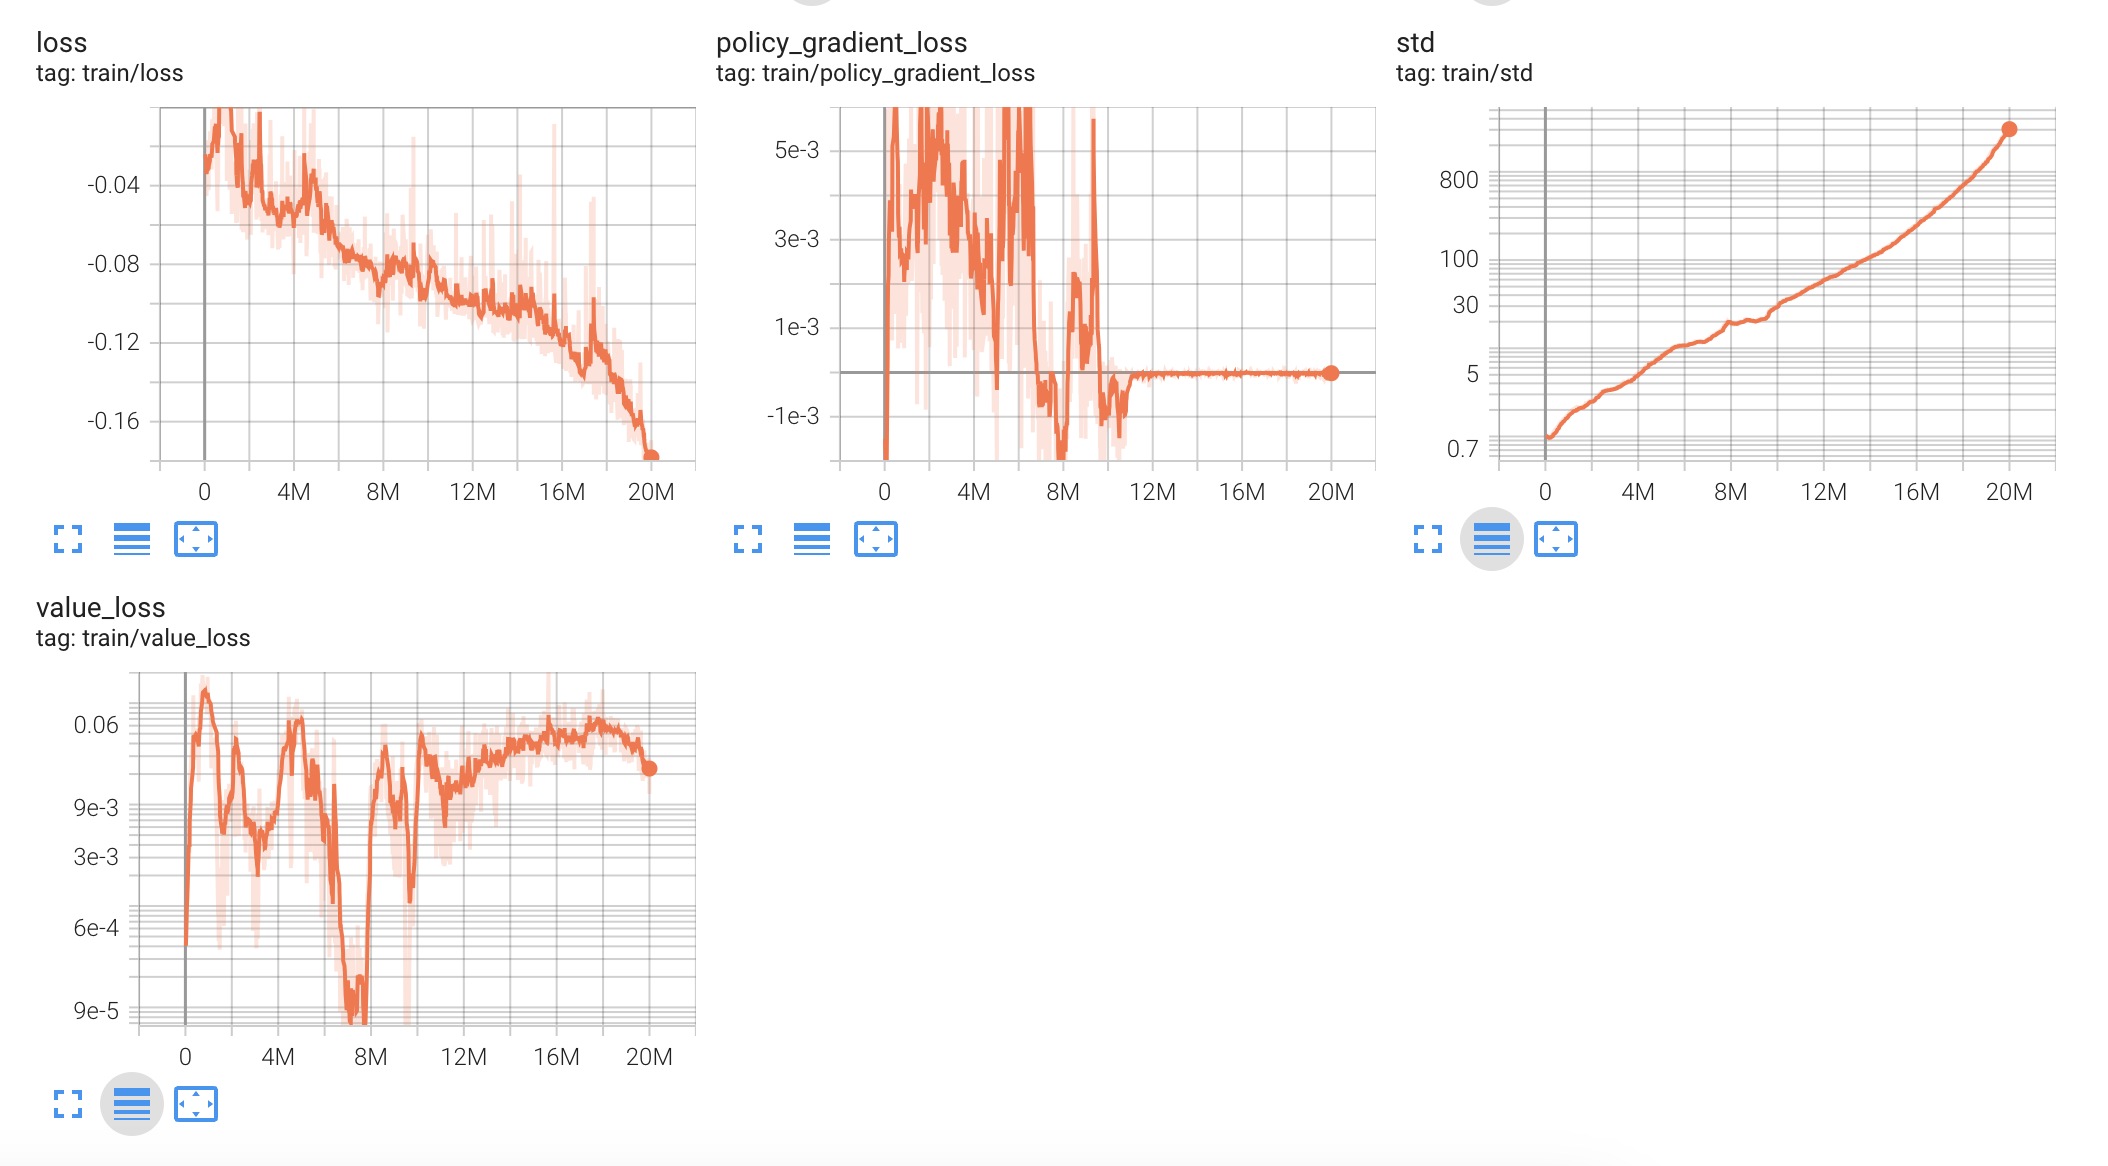 loss
tag: train/loss
-0.04
-0.08
-0.12
-0.16
0 4M 8M 12M 16M 20M
policy_gradient_loss
tag: train/policy_gradient_loss
5e-3
3e-3
1e-3
-1e-3
0 4M 8M 12M 16M 20M
std
tag: train/std
800
100
30
5
0.7
0 4M 8M 12M 16M 20M
value_loss
tag: train/value_loss
0.06
9e-3
3e-3
6e-4
9e-5
0 4M 8M 12M 16M 20M